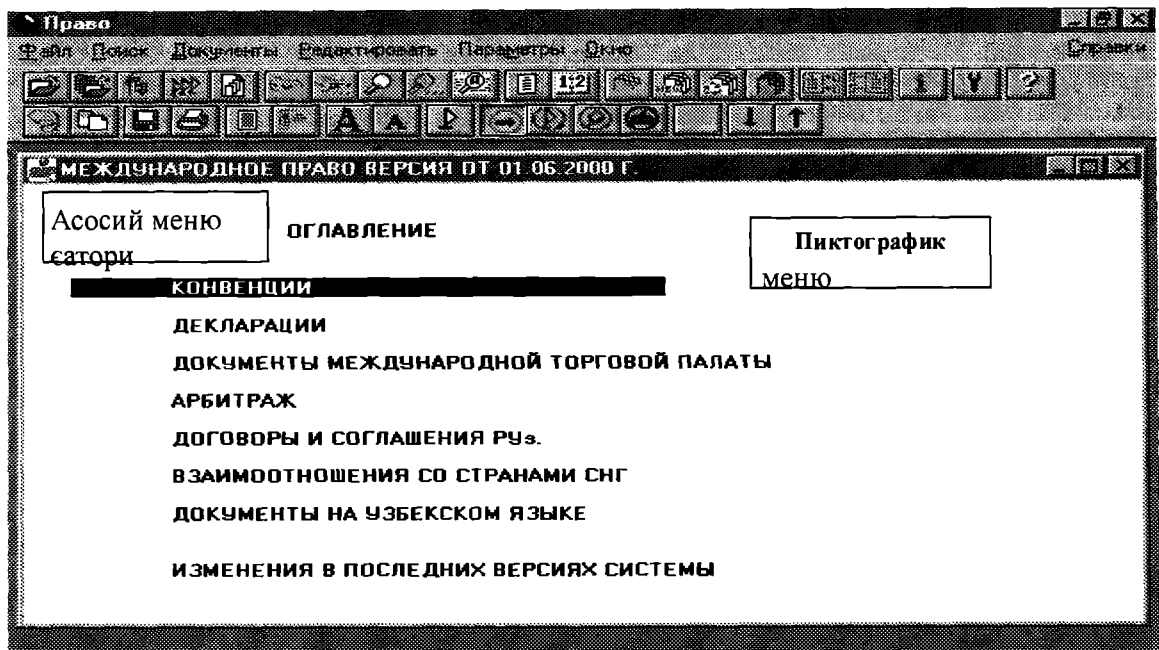 Право
Файл Поиск Документы Редактировать Параметры Окно Справки
МЕЖДУНАРОДНОЕ ПРАВО ВЕРСИЯ ОТ 01.06.2000 Г.
Асосий меню
сатори
ОГЛАВЛЕНИЕ
Пиктографик
меню
КОНВЕНЦИИ
ДЕКЛАРАЦИИ
ДОКУМЕНТЫ МЕЖДУНАРОДНОЙ ТОРГОВОЙ ПАЛАТЫ
АРБИТРАЖ
ДОГОВОРЫ И СОГЛАШЕНИЯ РУз.
ВЗАИМООТНОШЕНИЯ СО СТРАНАМИ СНГ
ДОКУМЕНТЫ НА УЗБЕКСКОМ ЯЗЫКЕ
ИЗМЕНЕНИЯ В ПОСЛЕДНИХ ВЕРСИЯХ СИСТЕМЫ